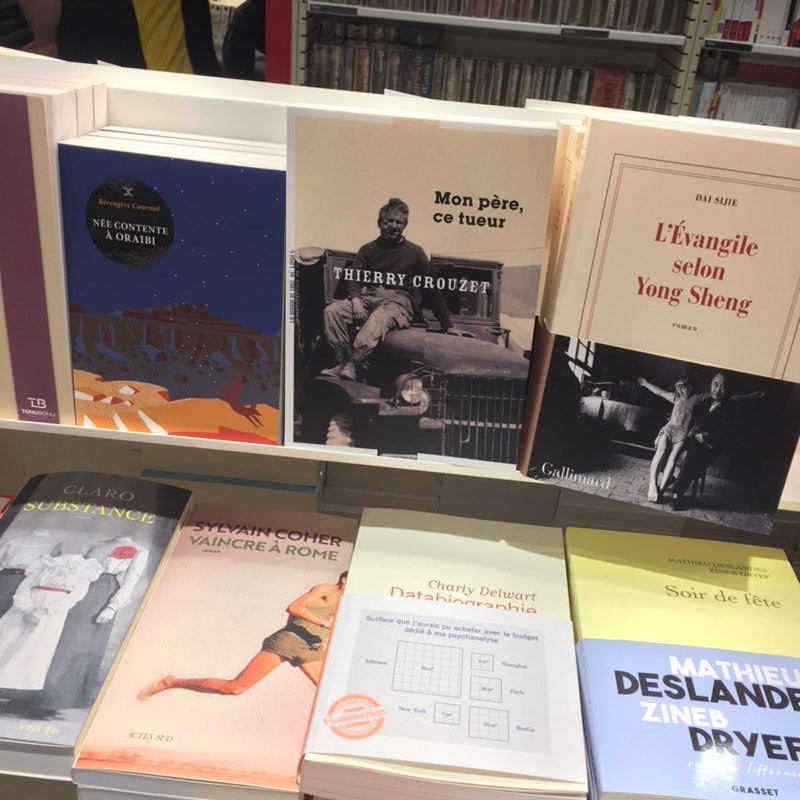 TB
TOHUBOHU
Bérengère Cournut
NÉE CONTENTE
À ORAIBI
Mon père,
ce tueur
THIERRY CROUZET
DAI SIJIE
L'Évangile
selon
Yong Sheng
roman
Gallimard
CLARO
SUBSTANCE
ACTES SUD
SYLVAIN COHER
VAINCRE À ROME
roman
ACTES SUD
Charly Delwart
Databiographie
Surface que j'aurais pu acheter avec le budget
dédié à ma psychanalyse
Athènes
Shanghai
Paris
New York
Berlin
Flammarion
MATHIEU DESLANDES
ZINEB DRYEF
Soir de fête
MATHIEU
DESLANDE
ZINEB
DRYEF
GRASSET